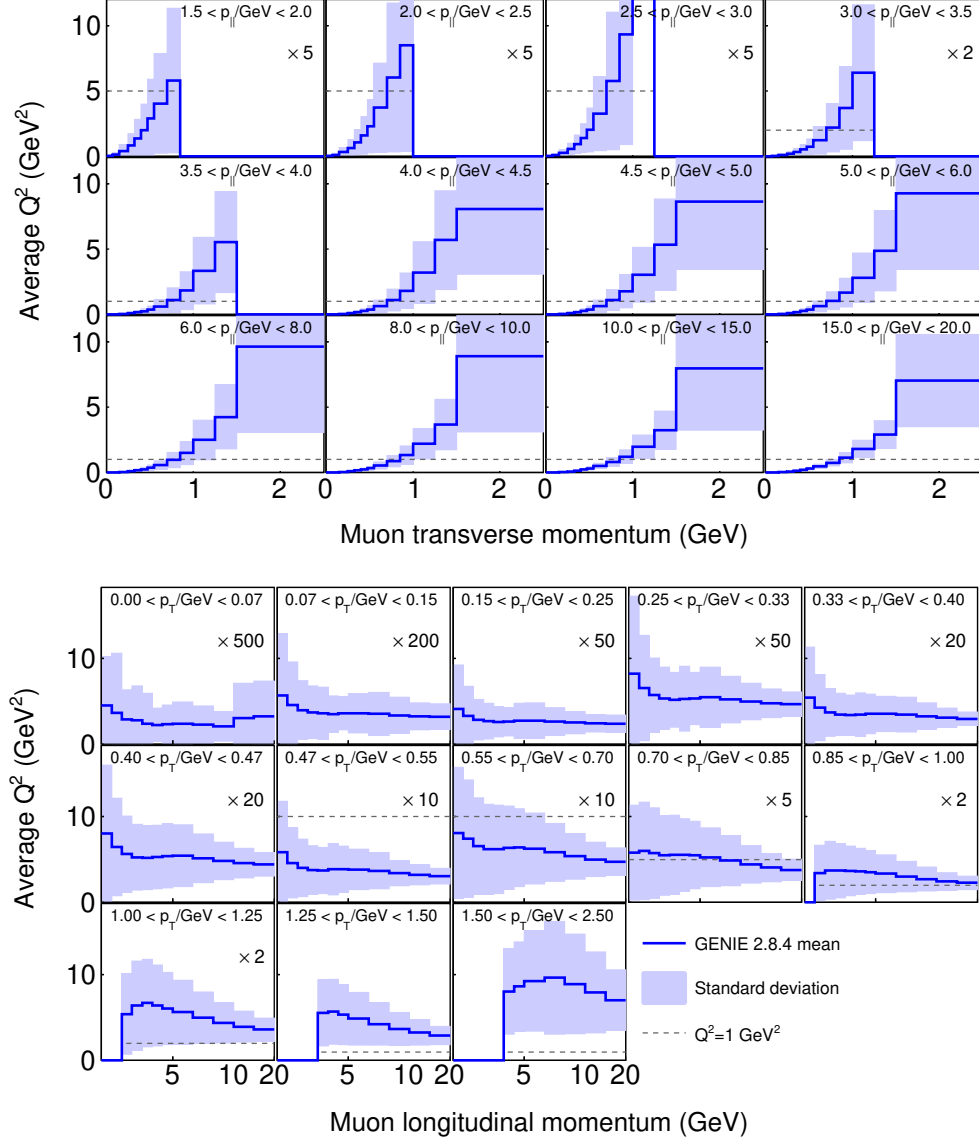 1.5 < p||/GeV < 2.0
× 5
2.0 < p||/GeV < 2.5
× 5
2.5 < p||/GeV < 3.0
× 5
3.0 < p||/GeV < 3.5
× 2
3.5 < p||/GeV < 4.0
4.0 < p||/GeV < 4.5
4.5 < p||/GeV < 5.0
5.0 < p||/GeV < 6.0
6.0 < p||/GeV < 8.0
8.0 < p||/GeV < 10.0
10.0 < p||/GeV < 15.0
15.0 < p||/GeV < 20.0
Average Q² (GeV²)
10
5
0
10
5
0
10
5
0
0 1 2 0 1 2 0 1 2 0 1 2
Muon transverse momentum (GeV)
0.00 < pT/GeV < 0.07
× 500
0.07 < pT/GeV < 0.15
× 200
0.15 < pT/GeV < 0.25
× 50
0.25 < pT/GeV < 0.33
× 50
0.33 < pT/GeV < 0.40
× 20
0.40 < pT/GeV < 0.47
× 20
0.47 < pT/GeV < 0.55
× 10
0.55 < pT/GeV < 0.70
× 10
0.70 < pT/GeV < 0.85
× 5
0.85 < pT/GeV < 1.00
× 2
1.00 < pT/GeV < 1.25
× 2
1.25 < pT/GeV < 1.50
1.50 < pT/GeV < 2.50
Average Q² (GeV²)
10
0
10
0
10
0
5 10 20 5 10 20 5 10 20
GENIE 2.8.4 mean
Standard deviation
Q²=1 GeV²
Muon longitudinal momentum (GeV)